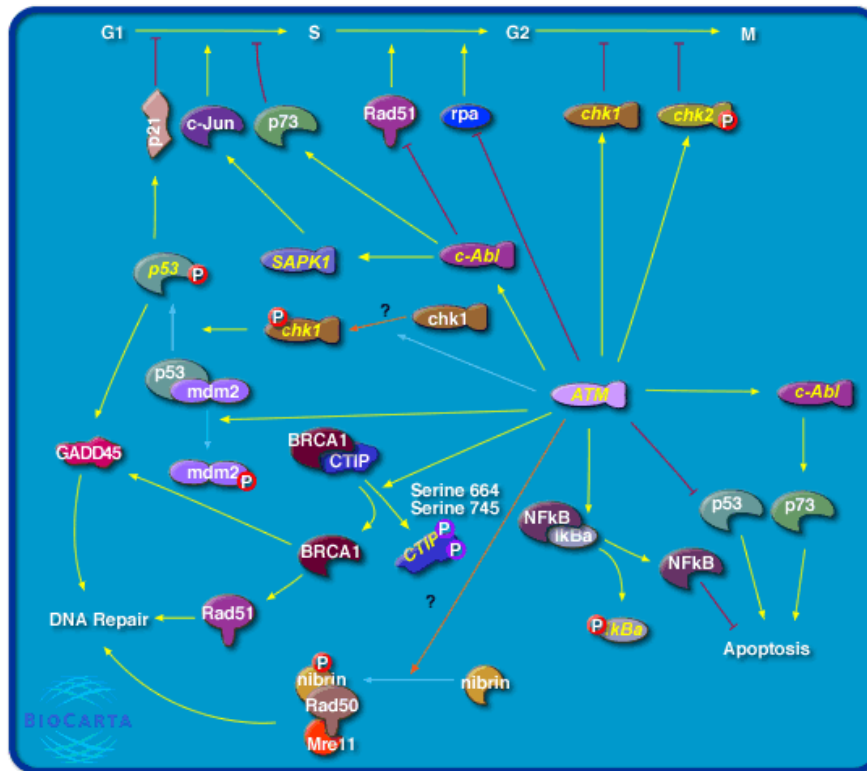 G1 S G2 M
p21
c-Jun
p73
Rad51
rpa
chk1
chk2
P
p53
P
SAPK1
c-Abl
P
chk1
?
chk1
p53
mdm2
ATM
c-Abl
GADD45
mdm2
P
BRCA1
CTIP
Serine 664
Serine 745
CTIP
P
P
NFkB
IkBa
p53
p73
BRCA1
NFkB
DNA Repair
Rad51
?
P
IkBa
Apoptosis
P
nibrin
nibrin
Rad50
Mre11
BIOCARTA